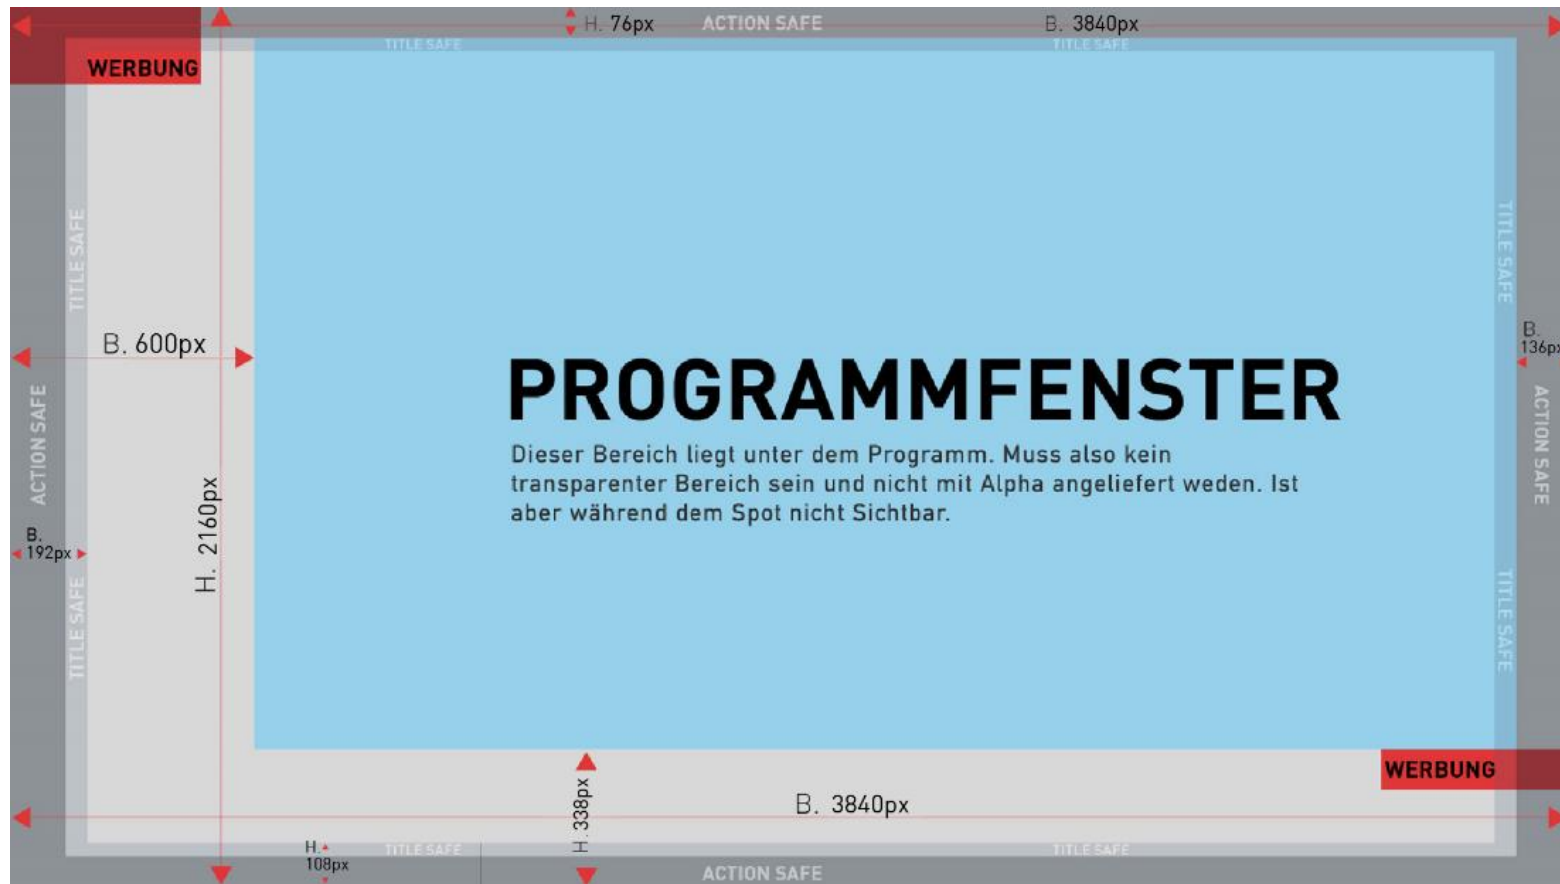 H. 76px
ACTION SAFE
B. 3840px
TITLE SAFE
TITLE SAFE
WERBUNG
TITLE SAFE
TITLE SAFE
B. 600px
B.
136px
PROGRAMMFENSTER
Dieser Bereich liegt unter dem Programm. Muss also kein
transparenter Bereich sein und nicht mit Alpha angeliefert weden. Ist
aber während dem Spot nicht Sichtbar.
ACTION SAFE
ACTION SAFE
H. 2160px
B.
192px
TITLE SAFE
TITLE SAFE
WERBUNG
H. 338px
B. 3840px
H.
108px
TITLE SAFE
TITLE SAFE
ACTION SAFE